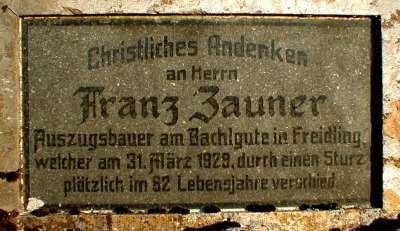 Christliches Andenken
an Herrn
Franz Zauner
Auszugsbauer am Bachlgute in Freidling,
welcher am 31. März 1928, durch einen Sturz
plötzlich im 62 Lebensjahre verschied.